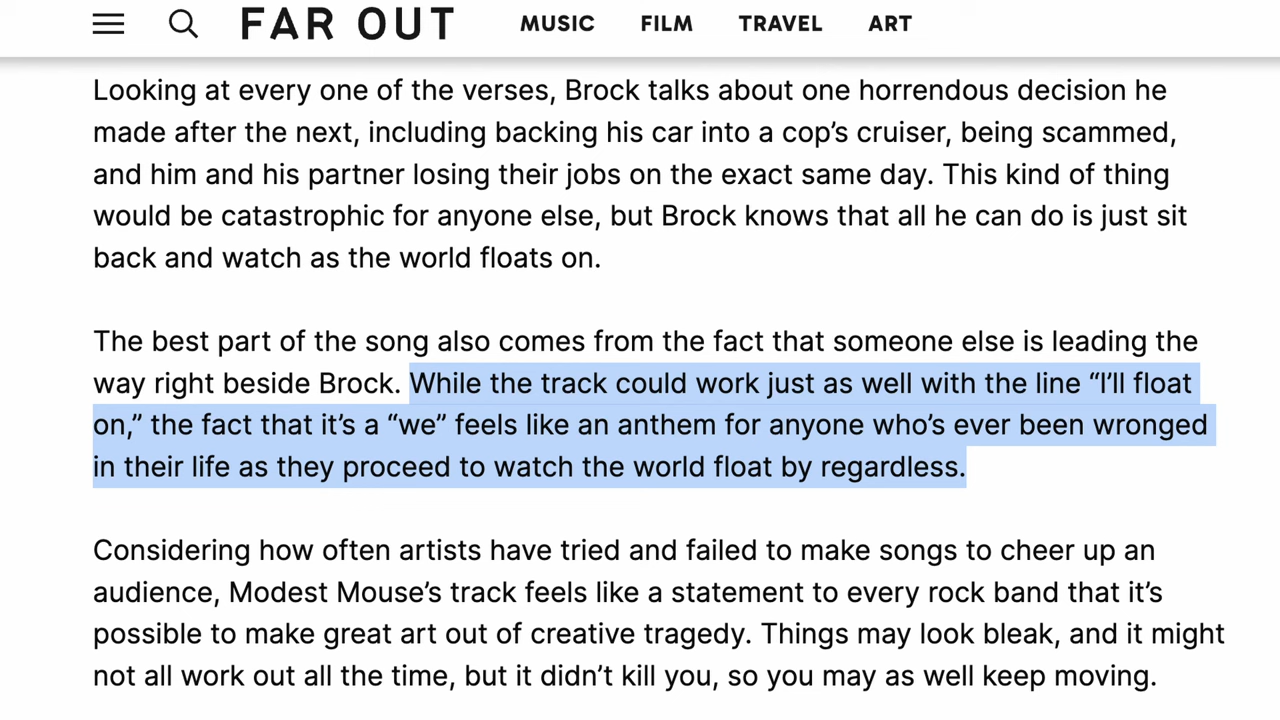 FAR OUT MUSIC FILM TRAVEL ART
Looking at every one of the verses, Brock talks about one horrendous decision he
made after the next, including backing his car into a cop’s cruiser, being scammed,
and him and his partner losing their jobs on the exact same day. This kind of thing
would be catastrophic for anyone else, but Brock knows that all he can do is just sit
back and watch as the world floats on.
The best part of the song also comes from the fact that someone else is leading the
way right beside Brock. While the track could work just as well with the line “I’ll float
on,” the fact that it’s a “we” feels like an anthem for anyone who’s ever been wronged
in their life as they proceed to watch the world float by regardless.
Considering how often artists have tried and failed to make songs to cheer up an
audience, Modest Mouse’s track feels like a statement to every rock band that it’s
possible to make great art out of creative tragedy. Things may look bleak, and it might
not all work out all the time, but it didn’t kill you, so you may as well keep moving.